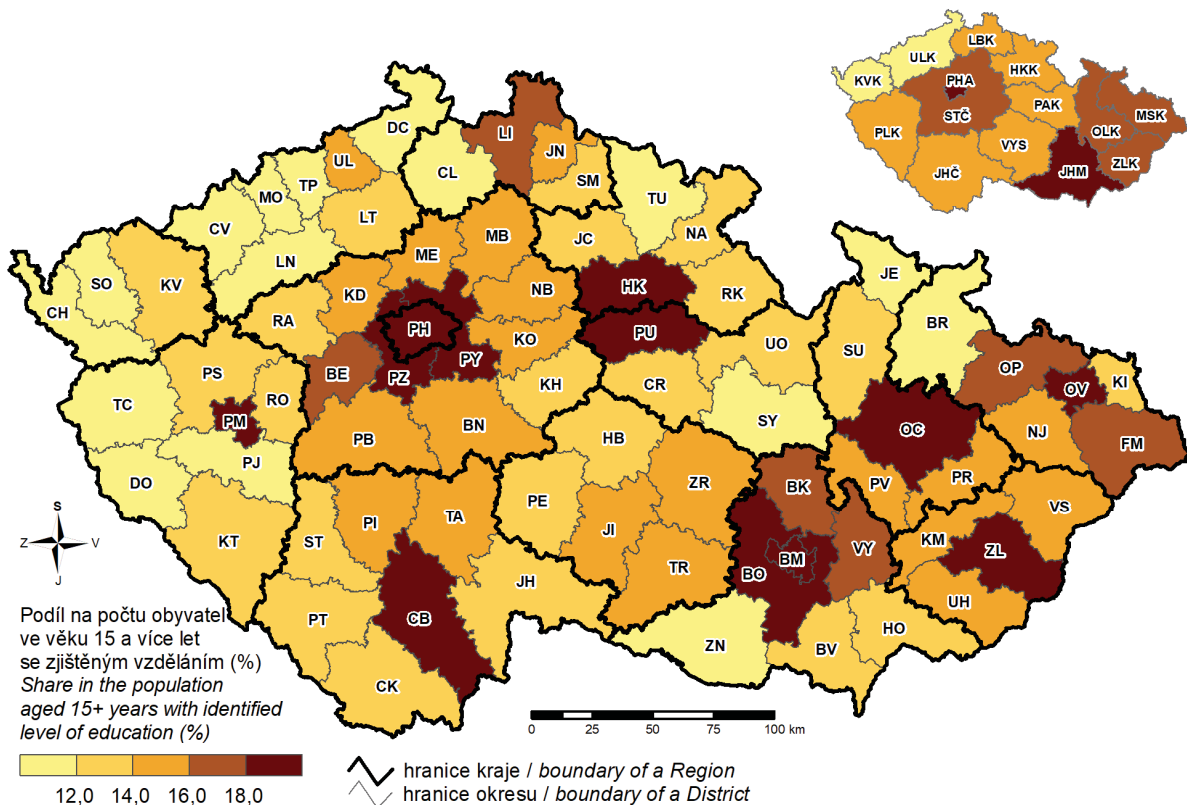 LBK
ULK
HKK
KVK
PHA
PAK
STČ
MSK
PLK
OLK
VYS
ZLK
JHČ
JHM
DC
LI
UL
JN
CL
TP
MO
SM
TU
LT
CV
MB
JC
NA
ME
LN
JE
SO
KV
KD
NB
HK
RK
CH
RA
BR
PH
PU
KO
UO
SU
PY
OP
BE
PZ
KI
OV
PS
RO
KH
CR
TC
PM
SY
OC
NJ
FM
PB
BN
HB
PJ
DO
ZR
BK
PV
PR
VS
PE
PI
TA
KT
ST
JI
KM
VY
ZL
BM
TR
BO
JH
UH
PT
CB
HO
ZN
BV
CK
S
Z
V
J
Podíl na počtu obyvatel
ve věku 15 a více let
se zjištěným vzděláním (%)
Share in the population
aged 15+ years with identified
level of education (%)
12,0 14,0 16,0 18,0
0 25 50 75 100 km
hranice kraje / boundary of a Region
hranice okresu / boundary of a District